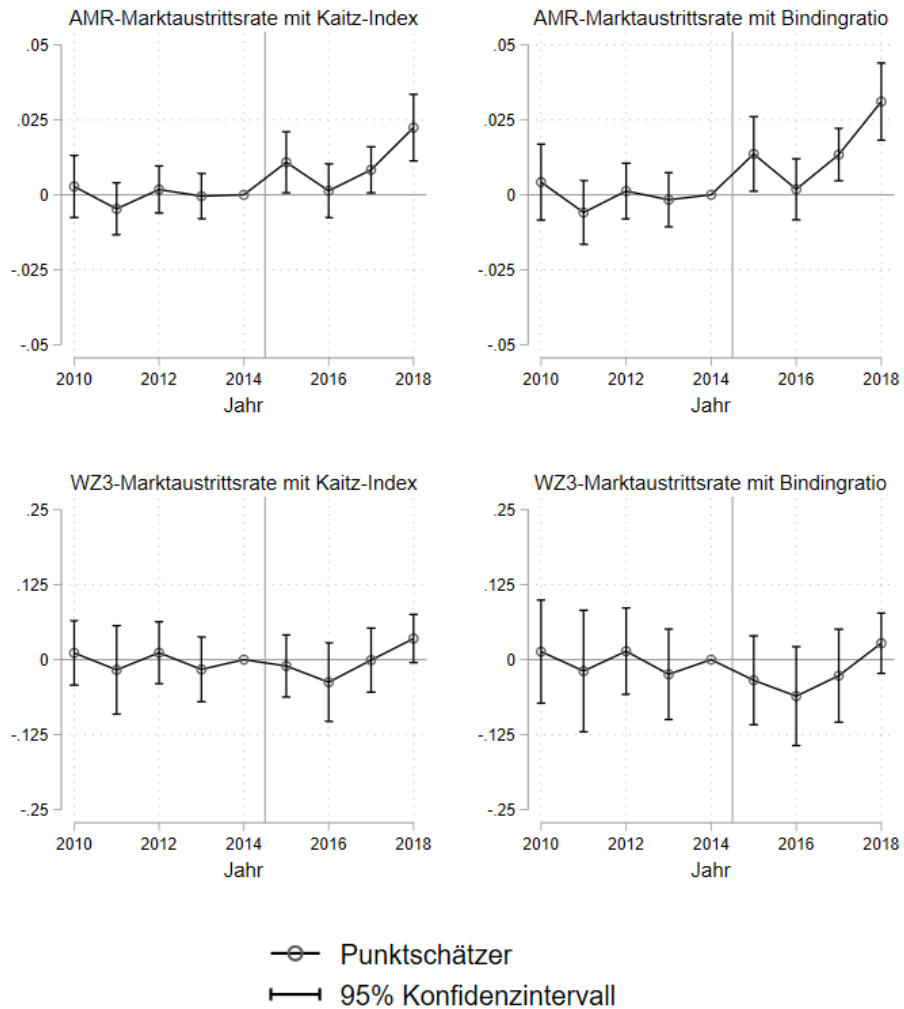 AMR-Marktaustrittsrate mit Kaitz-Index
.05
.025
0
-.025
-.05
2010 2012 2014 2016 2018
Jahr
AMR-Marktaustrittsrate mit Bindingratio
.05
.025
0
-.025
-.05
2010 2012 2014 2016 2018
Jahr
WZ3-Marktaustrittsrate mit Kaitz-Index
.25
.125
0
-.125
-.25
2010 2012 2014 2016 2018
Jahr
WZ3-Marktaustrittsrate mit Bindingratio
.25
.125
0
-.125
-.25
2010 2012 2014 2016 2018
Jahr
Punktschätzer
95% Konfidenzintervall